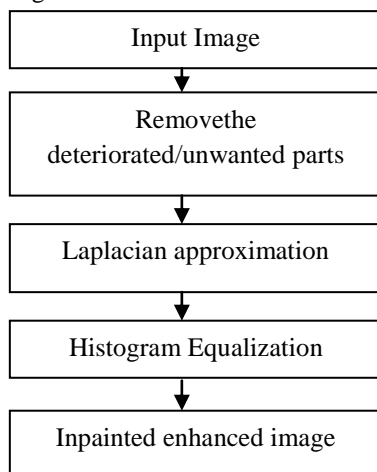 Input Image
Removethe
deteriorated/unwanted parts
Laplacian approximation
Histogram Equalization
Inpainted enhanced image